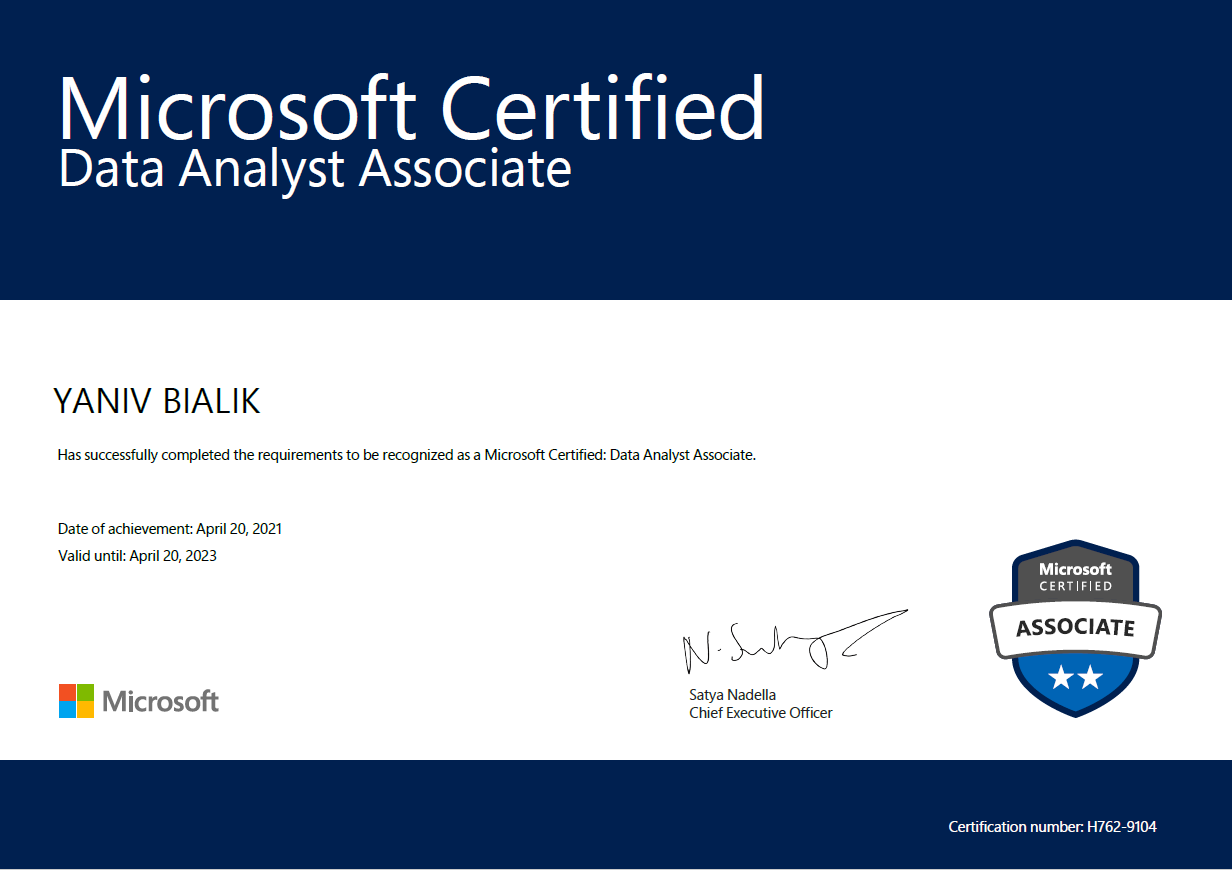 Microsoft Certified
Data Analyst Associate
YANIV BIALIK
Has successfully completed the requirements to be recognized as a Microsoft Certified: Data Analyst Associate.
Date of achievement: April 20, 2021
Valid until: April 20, 2023
Microsoft
CERTIFIED
ASSOCIATE
Microsoft
Satya Nadella
Chief Executive Officer
Certification number: H762-9104